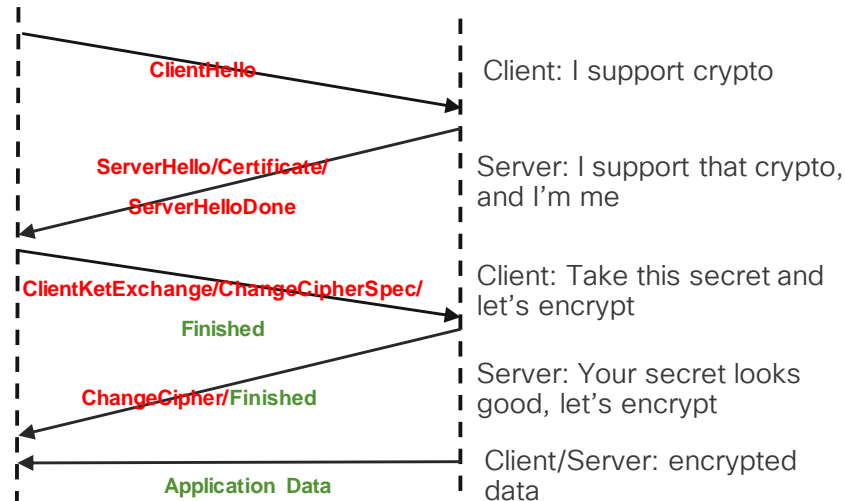 ClientHello
Client: I support crypto
ServerHello/Certificate/
ServerHelloDone
Server: I support that crypto,
and I'm me
ClientKetExchange/ChangeCipherSpec/
Finished
Client: Take this secret and
let's encrypt
ChangeCipher/Finished
Server: Your secret looks
good, let's encrypt
Application Data
Client/Server: encrypted
data